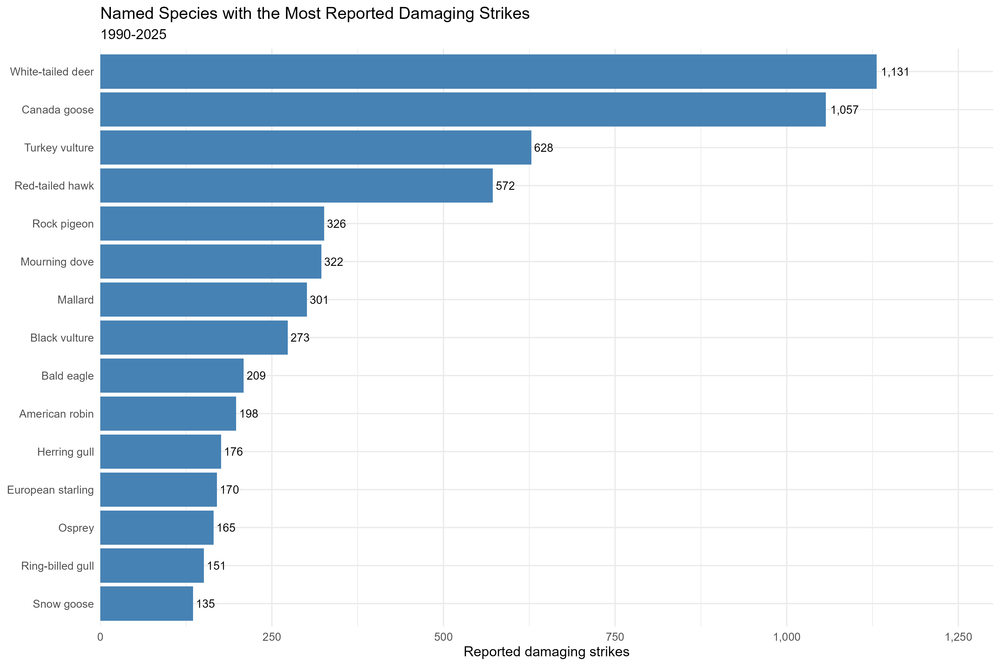 Named Species with the Most Reported Damaging Strikes
1990-2025
White-tailed deer 1,131
Canada goose 1,057
Turkey vulture 628
Red-tailed hawk 572
Rock pigeon 326
Mourning dove 322
Mallard 301
Black vulture 273
Bald eagle 209
American robin 198
Herring gull 176
European starling 170
Osprey 165
Ring-billed gull 151
Snow goose 135
0 250 500 750 1,000 1,250
Reported damaging strikes